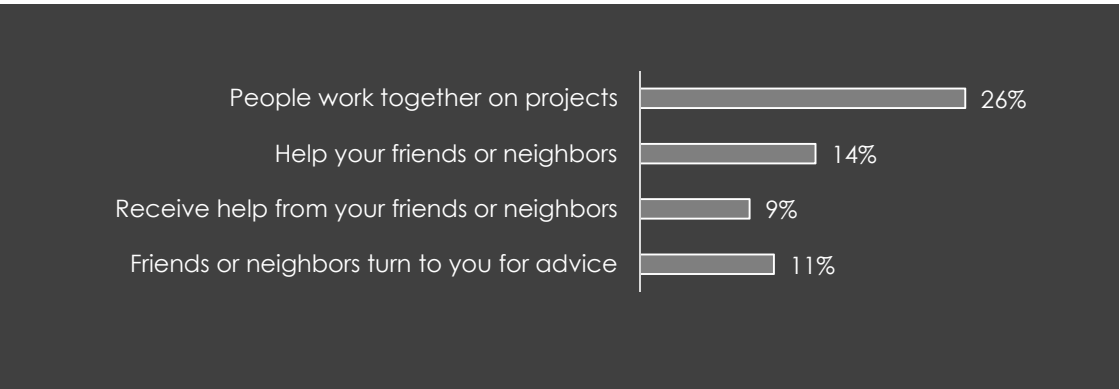 People work together on projects 26%
Help your friends or neighbors 14%
Receive help from your friends or neighbors 9%
Friends or neighbors turn to you for advice 11%